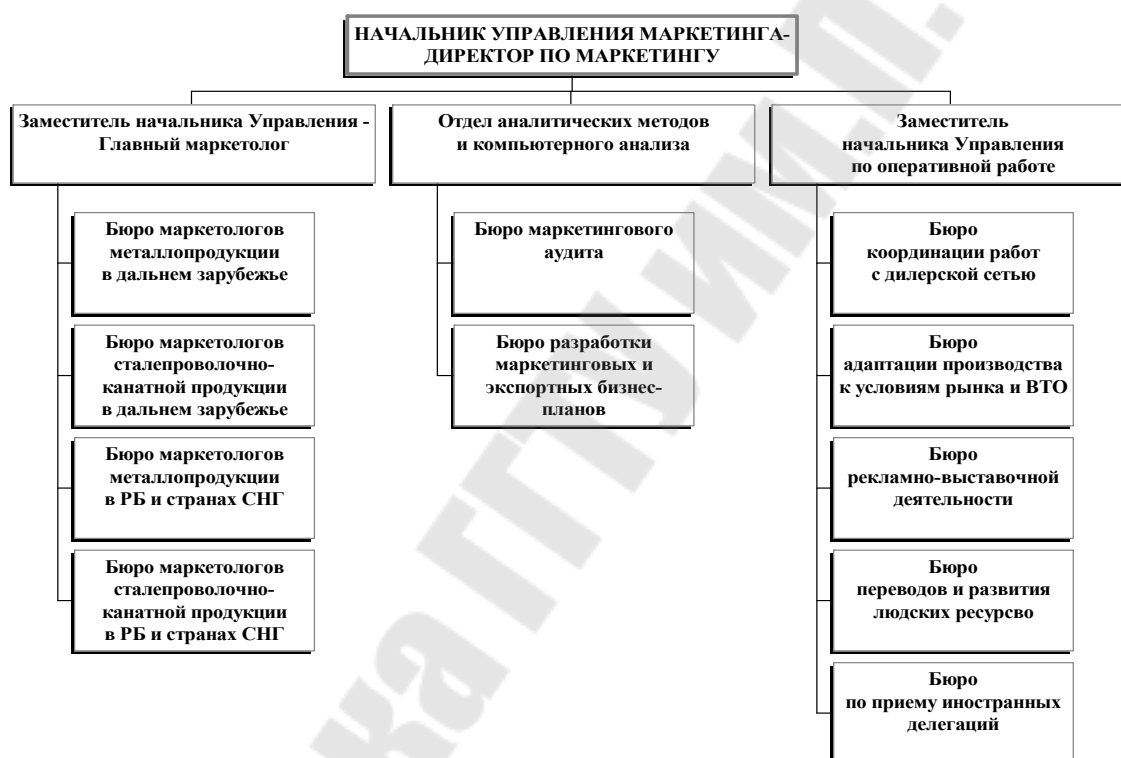 НАЧАЛЬНИК УПРАВЛЕНИЯ МАРКЕТИНГА-
ДИРЕКТОР ПО МАРКЕТИНГУ
Заместитель начальника Управления -
Главный маркетолог
Бюро маркетологов
металлопродукции
в дальнем зарубежье
Бюро маркетологов
сталепроволочно-
канатной продукции
в дальнем зарубежье
Бюро маркетологов
металлопродукции
в РБ и странах СНГ
Бюро маркетологов
сталепроволочно-
канатной продукции
в РБ и странах СНГ
Отдел аналитических методов
и компьютерного анализа
Бюро маркетингового
аудита
Бюро разработки
маркетинговых и
экспортных бизнес-
планов
Заместитель
начальника Управления
по оперативной работе
Бюро
координации работ
с дилерской сетью
Бюро
адаптации производства
к условиям рынка и ВТО
Бюро
рекламно-выставочной
деятельности
Бюро
переводов и развития
людских ресурсво
Бюро
по приему иностранных
делегаций
ка ГГТУ им. П.